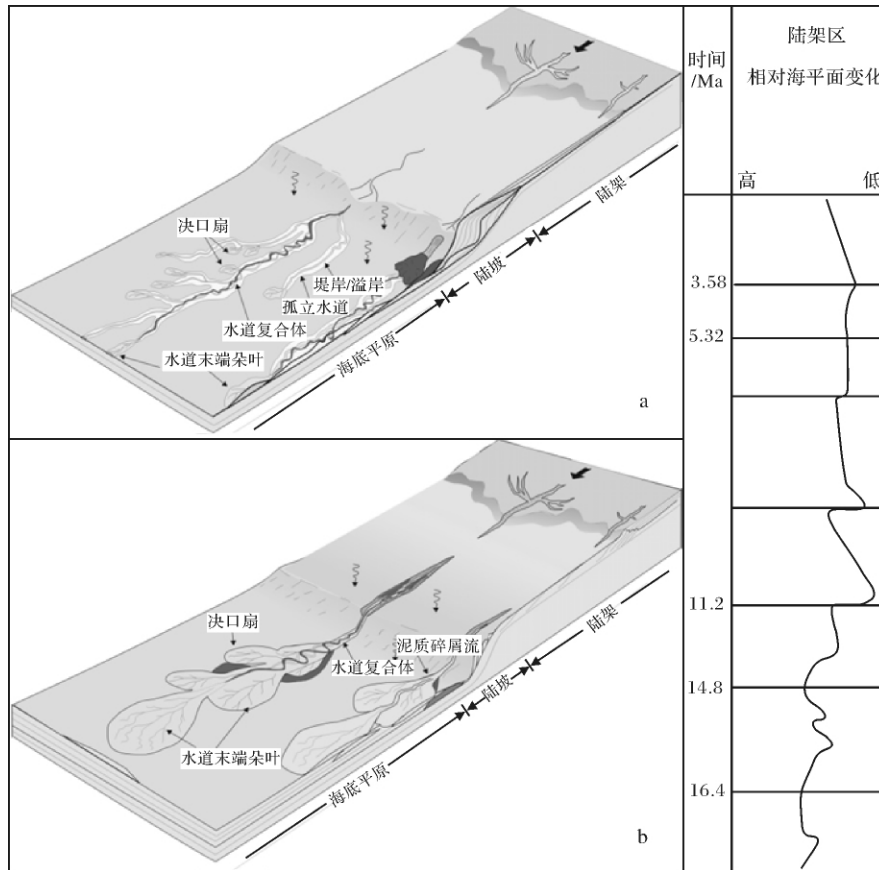 决口扇
堤岸/溢岸
孤立水道
水道复合体
水道末端朵叶
陆架
陆坡
海底平原
a
决口扇
泥质碎屑流
水道复合体
水道末端朵叶
陆架
陆坡
海底平原
b
时间
/Ma
陆架区
相对海平面变化
高 低
3.58
5.32
11.2
14.8
16.4